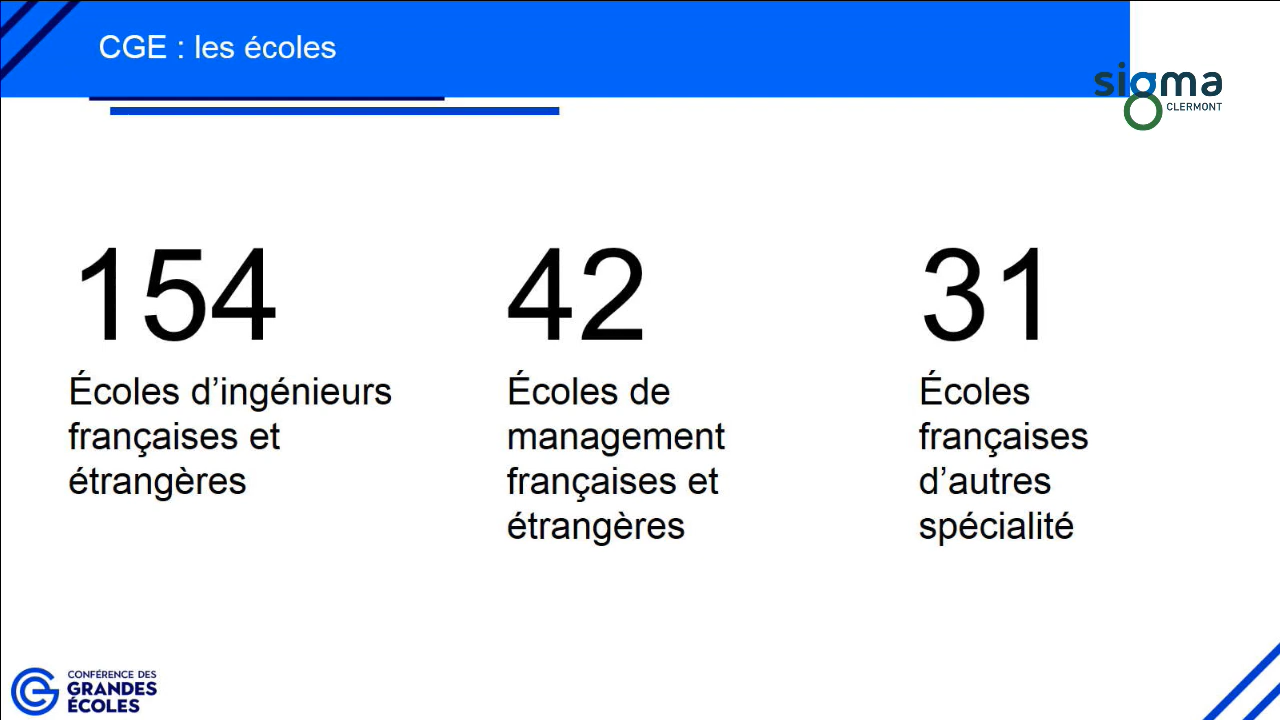 CGE : les écoles
sigma
CLERMONT
154
Écoles d’ingénieurs
françaises et
étrangères
42
Écoles de
management
françaises et
étrangères
31
Écoles
françaises
d’autres
spécialité
CONFÉRENCE DES
GRANDES
ÉCOLES